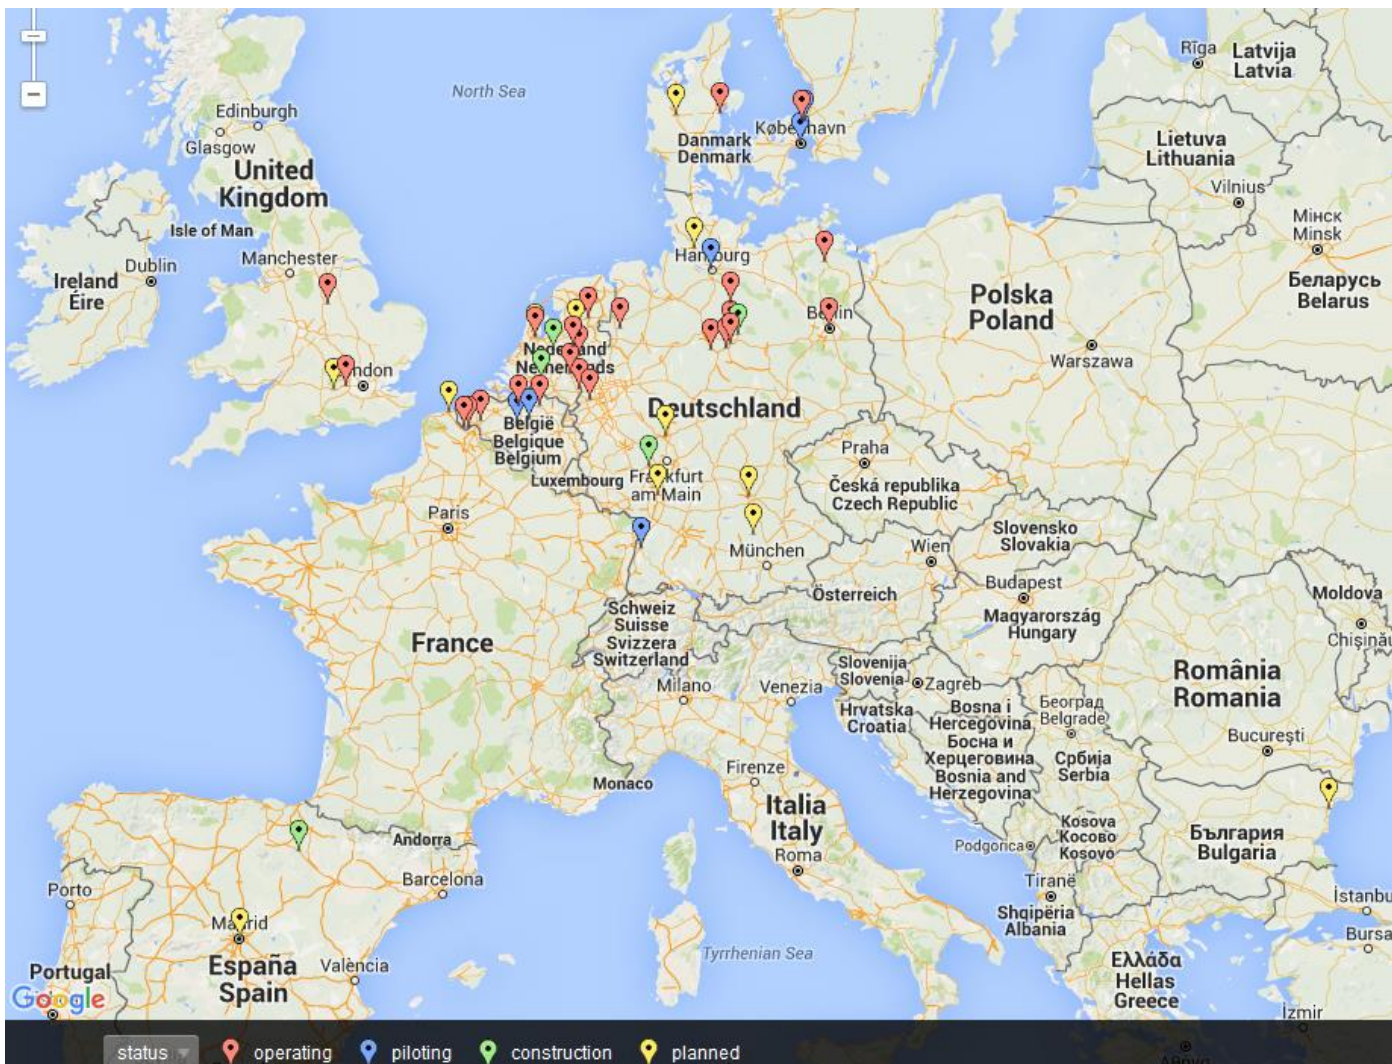 Rīga
Latvija
Latvia
North Sea
Edinburgh
Glasgow
København
Danmark
Denmark
Lietuva
Lithuania
United
Kingdom
Vilnius
Isle of Man
Мінск
Minsk
Manchester
Hamburg
Dublin
Ireland
Éire
Беларусь
Belarus
Polska
Poland
Berlin
Nederland
Netherlands
Warszawa
London
Deutschland
België
Belgique
Belgium
Praha
Luxembourg
Frankfurt
am Main
Česká republika
Czech Republic
Paris
Slovensko
Slovakia
München
Wien
Budapest
Österreich
Moldova
Schweiz
Suisse
Svizzera
Switzerland
Magyarország
Hungary
Chișinău
France
Slovenija
Slovenia
România
Romania
Milano
Venezia
Zagreb
Hrvatska
Croatia
Bosna i
Hercegovina
Босна и
Херцеговина
Bosnia and
Herzegovina
Београд
Belgrade
București
Србија
Serbia
Monaco
Firenze
Italia
Italy
Kosova
Косово
Kosovo
Andorra
Podgorica
България
Bulgaria
Roma
Porto
Barcelona
Tiranë
İstanbu
Shqipëria
Albania
Madrid
Bursa
Tyrrhenian Sea
Ελλάδα
Hellas
Greece
Portugal
España
Spain
València
Google
İzmir
status operating piloting construction planned